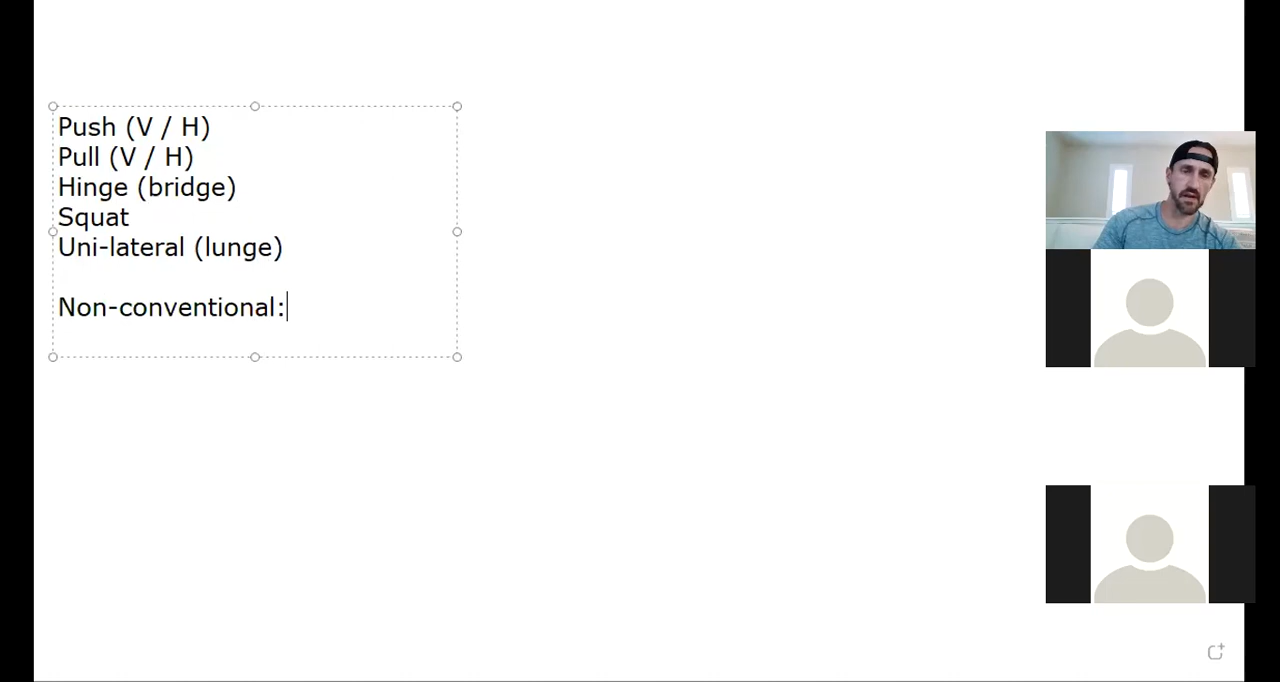 Push (V / H)
Pull (V / H)
Hinge (bridge)
Squat
Uni-lateral (lunge)
Non-conventional: